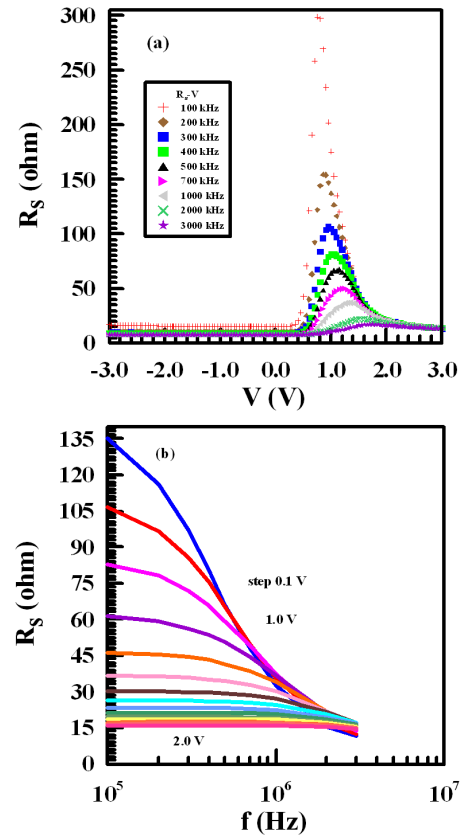 300
250
200
150
100
50
0
R_S (ohm)
(a)
R_s-V
100 kHz
200 kHz
300 kHz
400 kHz
500 kHz
700 kHz
1000 kHz
2000 kHz
3000 kHz
-3.0 -2.0 -1.0 0.0 1.0 2.0 3.0
V (V)
135
120
105
90
75
60
45
30
15
0
R_S (ohm)
(b)
step 0.1 V
1.0 V
2.0 V
10^5 10^6 10^7
f (Hz)